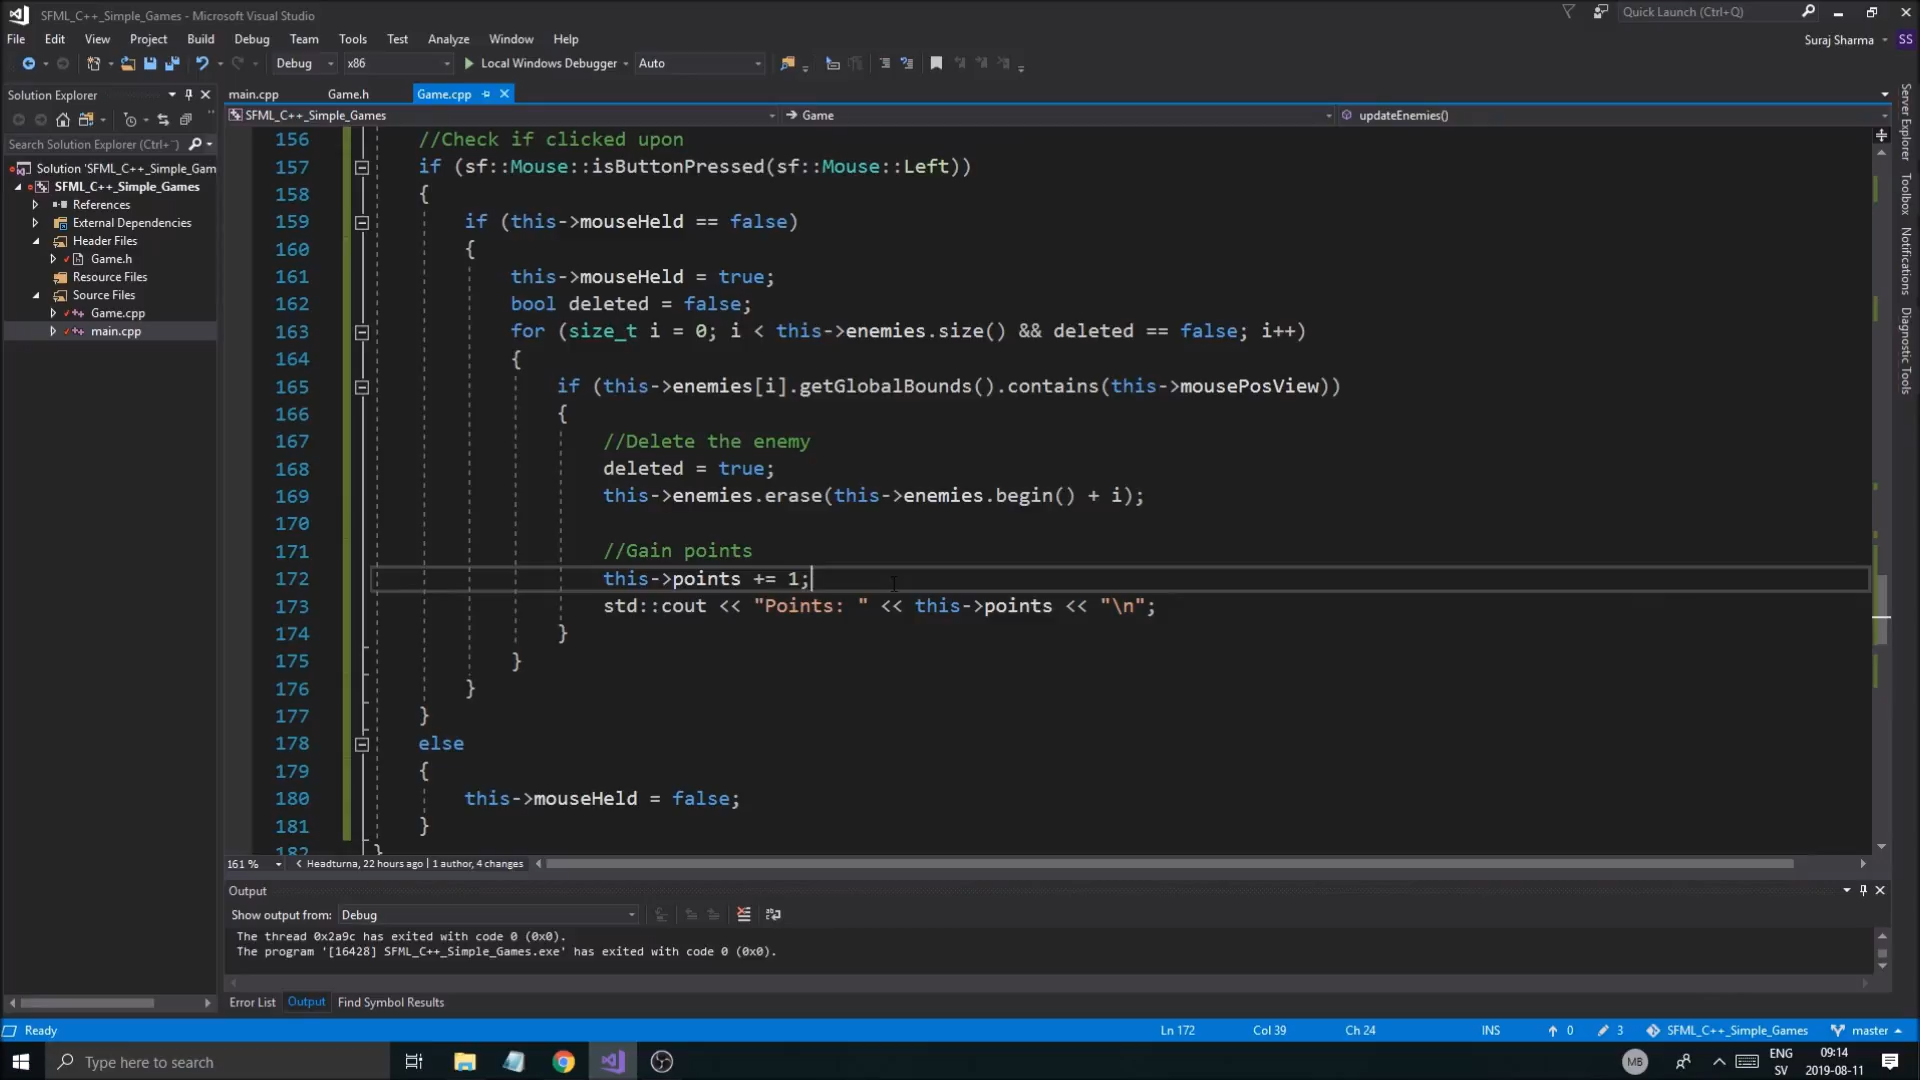 SFML_C++_Simple_Games - Microsoft Visual Studio
Quick Launch (Ctrl+Q)
File Edit View Project Build Debug Team Tools Test Analyze Window Help
Suraj Sharma SS
Debug x86 Local Windows Debugger Auto
Solution Explorer
main.cpp Game.h Game.cpp
SFML_C++_Simple_Games Game updateEnemies()
Search Solution Explorer (Ctrl+
Solution 'SFML_C++_Simple_Gam
SFML_C++_Simple_Games
References
External Dependencies
Header Files
Game.h
Resource Files
Source Files
Game.cpp
main.cpp
156 //Check if clicked upon
157 if (sf::Mouse::isButtonPressed(sf::Mouse::Left))
158 {
159 if (this->mouseHeld == false)
160 {
161 this->mouseHeld = true;
162 bool deleted = false;
163 for (size_t i = 0; i < this->enemies.size() && deleted == false; i++)
164 {
165 if (this->enemies[i].getGlobalBounds().contains(this->mousePosView))
166 {
167 //Delete the enemy
168 deleted = true;
169 this->enemies.erase(this->enemies.begin() + i);
170
171 //Gain points
172 this->points += 1;
173 std::cout << "Points: " << this->points << "\n";
174 }
175 }
176 }
177 }
178 else
179 {
180 this->mouseHeld = false;
181 }
182 }
Server Explorer
Toolbox
Notifications
Diagnostic Tools
161 % Headturna, 22 hours ago | 1 author, 4 changes
Output
Show output from: Debug
The thread 0x2a9c has exited with code 0 (0x0).
The program '[16428] SFML_C++_Simple_Games.exe' has exited with code 0 (0x0).
Error List Output Find Symbol Results
Ready Ln 172 Col 39 Ch 24 INS 0 3 SFML_C++_Simple_Games master
Type here to search
MB
ENG
SV
09:14
2019-08-11